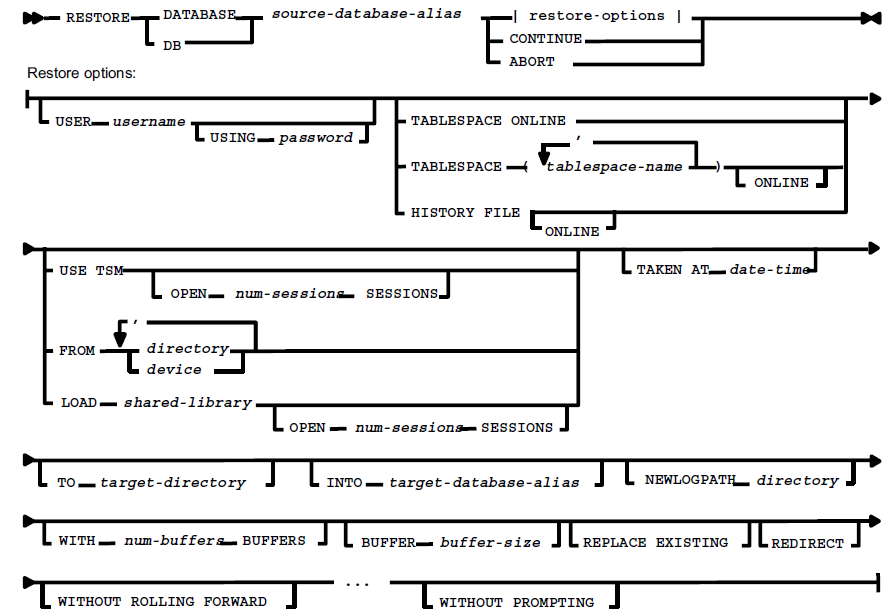 RESTORE DATABASE source-database-alias | restore-options |
DB CONTINUE
ABORT
Restore options:
USER username
USING password
TABLESPACE ONLINE
,
TABLESPACE ( tablespace-name )
ONLINE
HISTORY FILE
ONLINE
USE TSM
OPEN num-sessions SESSIONS
TAKEN AT date-time
,
FROM directory
device
LOAD shared-library
OPEN num-sessions SESSIONS
TO target-directory INTO target-database-alias NEWLOGPATH directory
WITH num-buffers BUFFERS BUFFER buffer-size REPLACE EXISTING REDIRECT
WITHOUT ROLLING FORWARD ... WITHOUT PROMPTING